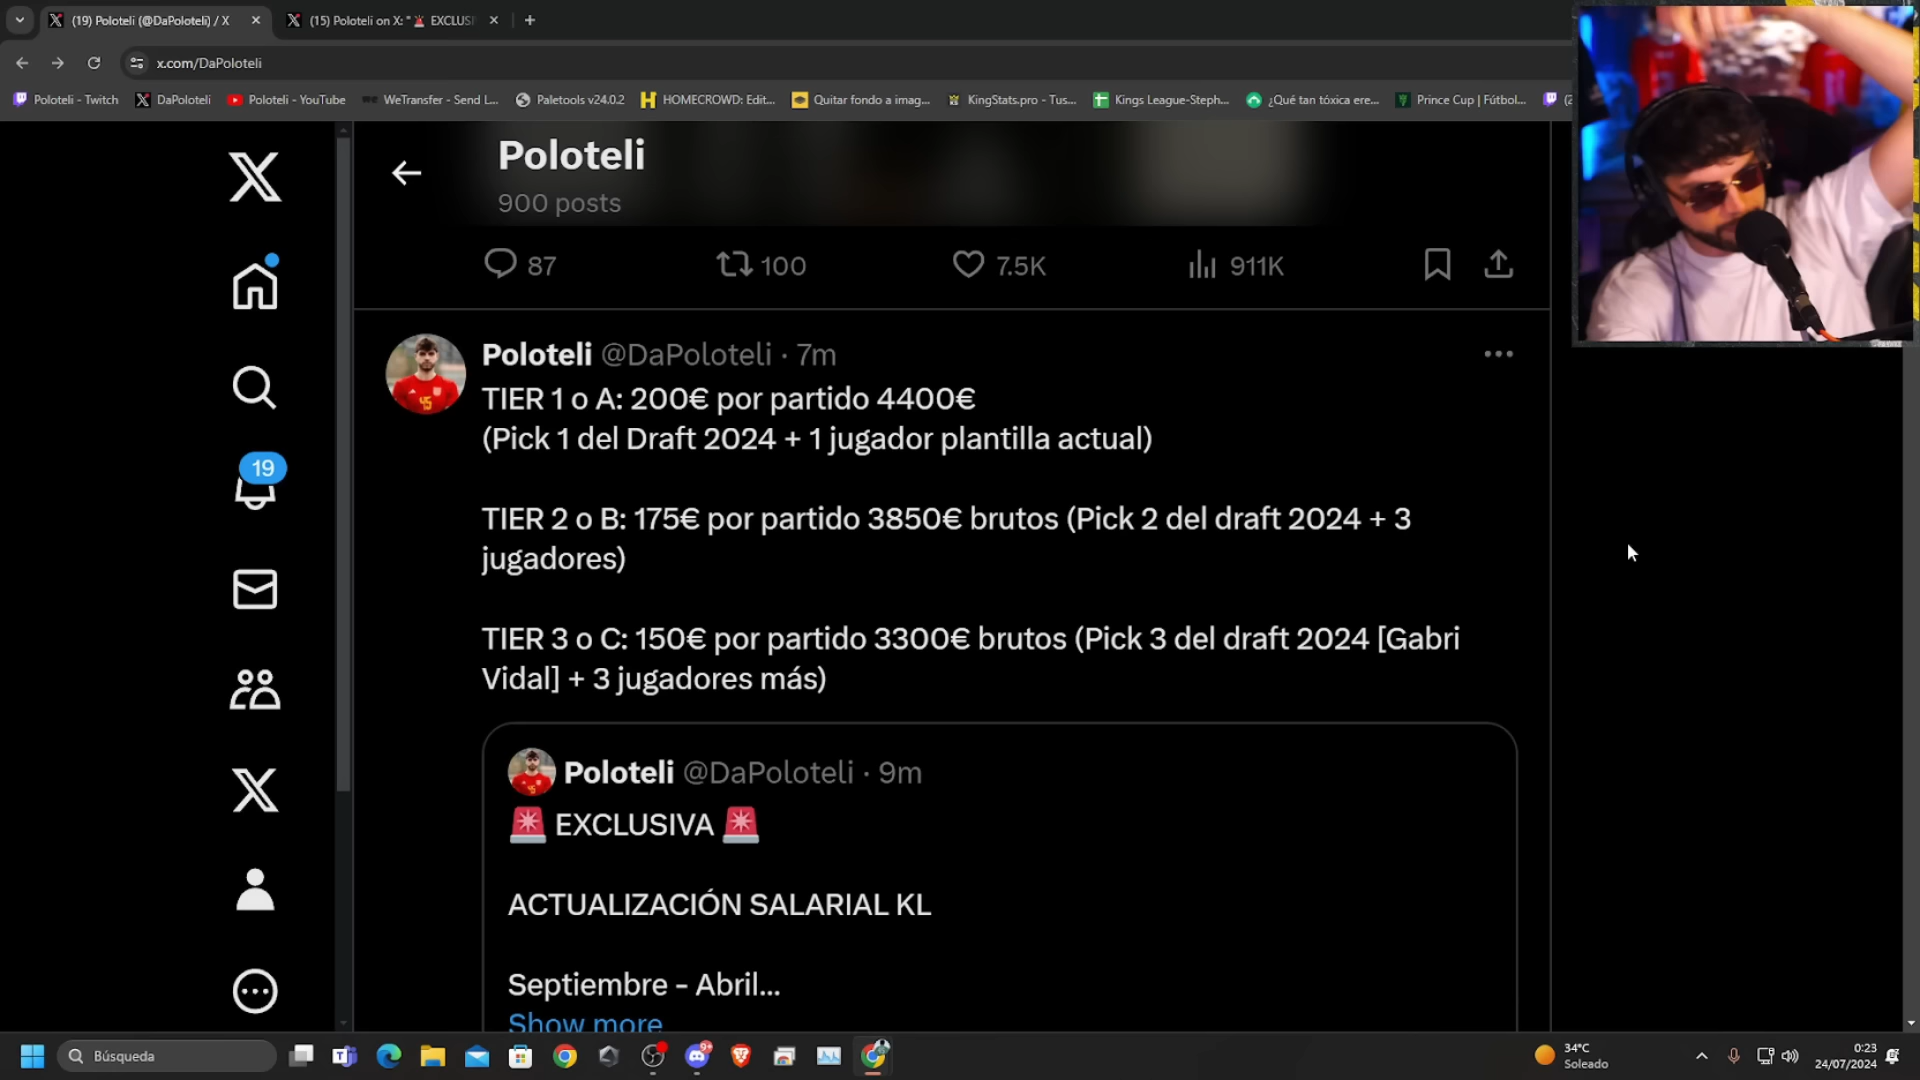 (19) Poloteli (@DaPoloteli) / X
(15) Poloteli on X: "🚨 EXCLUS
x.com/DaPoloteli
Poloteli - Twitch
DaPoloteli
Poloteli - YouTube
WeTransfer - Send L...
Paletools v24.0.2
HOMECROWD: Edit...
Quitar fondo a imag...
KingStats.pro - Tus...
Kings League-Steph...
¿Qué tan tóxica ere...
Prince Cup | Fútbol...
Poloteli
900 posts
87
100
7.5K
911K
Poloteli @DaPoloteli · 7m
TIER 1 o A: 200€ por partido 4400€
(Pick 1 del Draft 2024 + 1 jugador plantilla actual)
TIER 2 o B: 175€ por partido 3850€ brutos (Pick 2 del draft 2024 + 3
jugadores)
TIER 3 o C: 150€ por partido 3300€ brutos (Pick 3 del draft 2024 [Gabri
Vidal] + 3 jugadores más)
19
Poloteli @DaPoloteli · 9m
🚨 EXCLUSIVA 🚨
ACTUALIZACIÓN SALARIAL KL
Septiembre - Abril...
Show more
Búsqueda
34°C
Soleado
0:23
24/07/2024